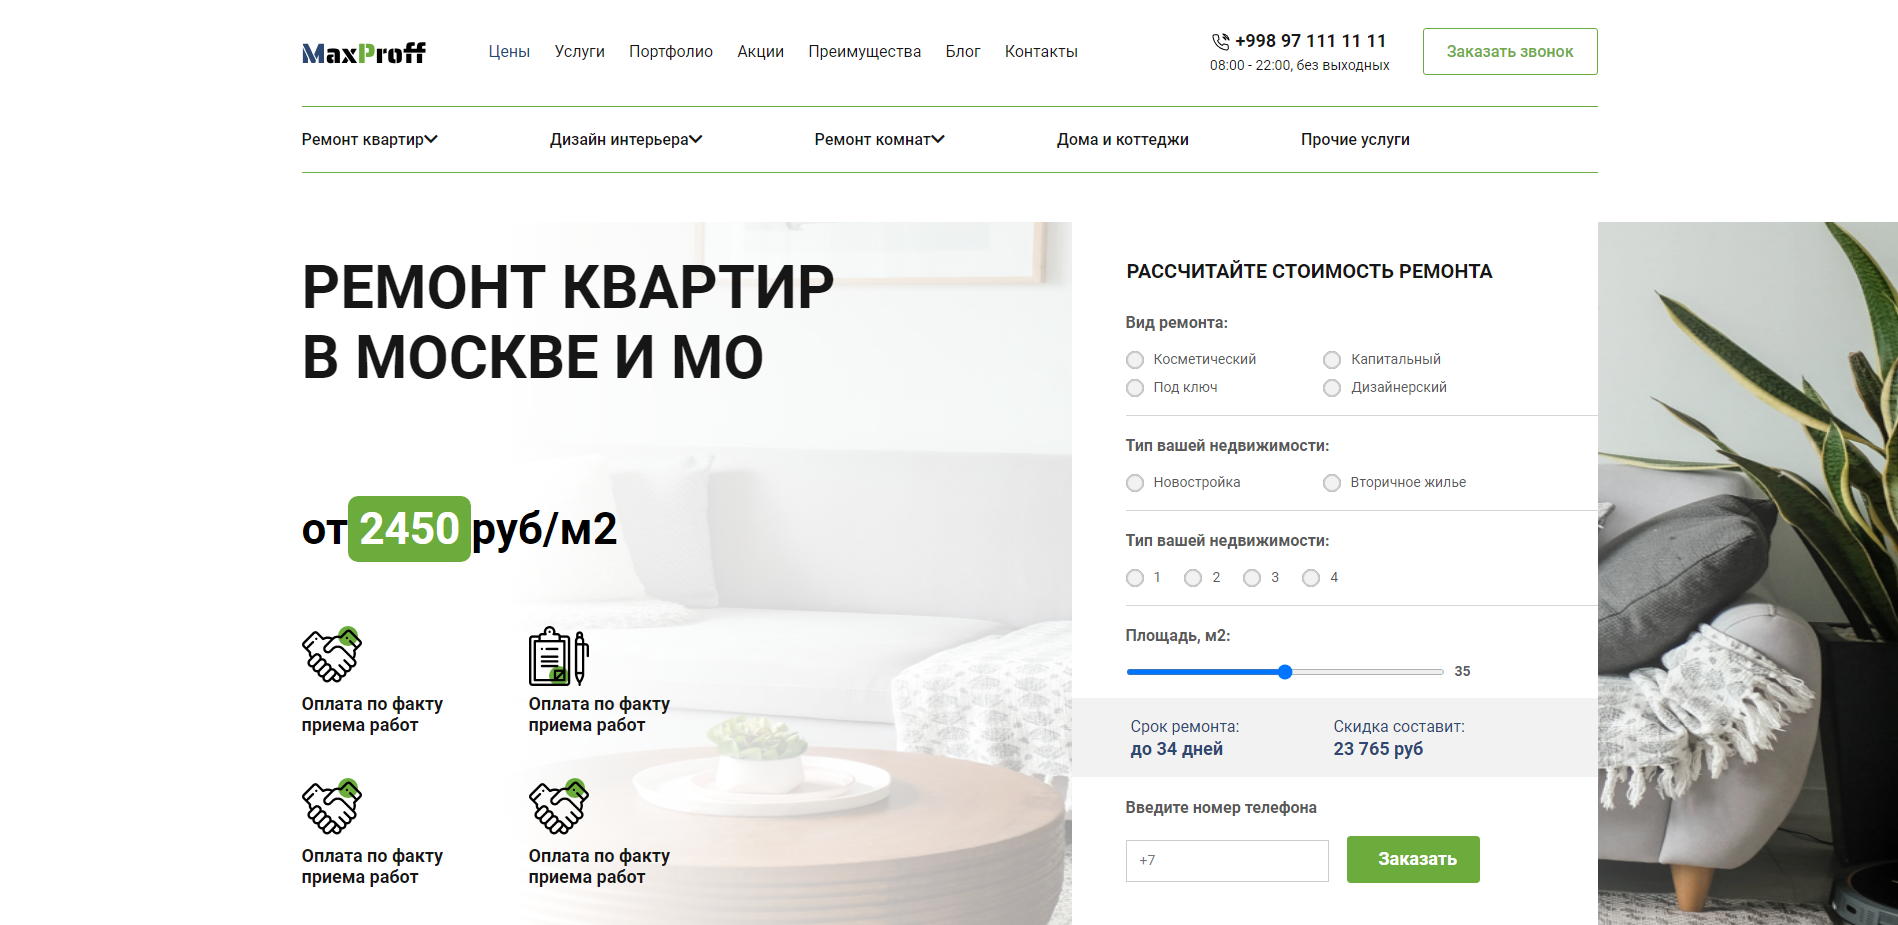 MaxProff
Цены Услуги Портфолио Акции Преимущества Блог Контакты
+998 97 111 11 11
08:00 - 22:00, без выходных
Заказать звонок
Ремонт квартир Дизайн интерьера Ремонт комнат Дома и коттеджи Прочие услуги
РЕМОНТ КВАРТИР
В МОСКВЕ И МО
от 2450 руб/м2
Оплата по факту
приема работ
Оплата по факту
приема работ
Оплата по факту
приема работ
Оплата по факту
приема работ
РАССЧИТАЙТЕ СТОИМОСТЬ РЕМОНТА
Вид ремонта:
Косметический Капитальный
Под ключ Дизайнерский
Тип вашей недвижимости:
Новостройка Вторичное жилье
Тип вашей недвижимости:
1 2 3 4
Площадь, м2:
35
Срок ремонта: Скидка составит:
до 34 дней 23 765 руб
Введите номер телефона
+7 Заказать